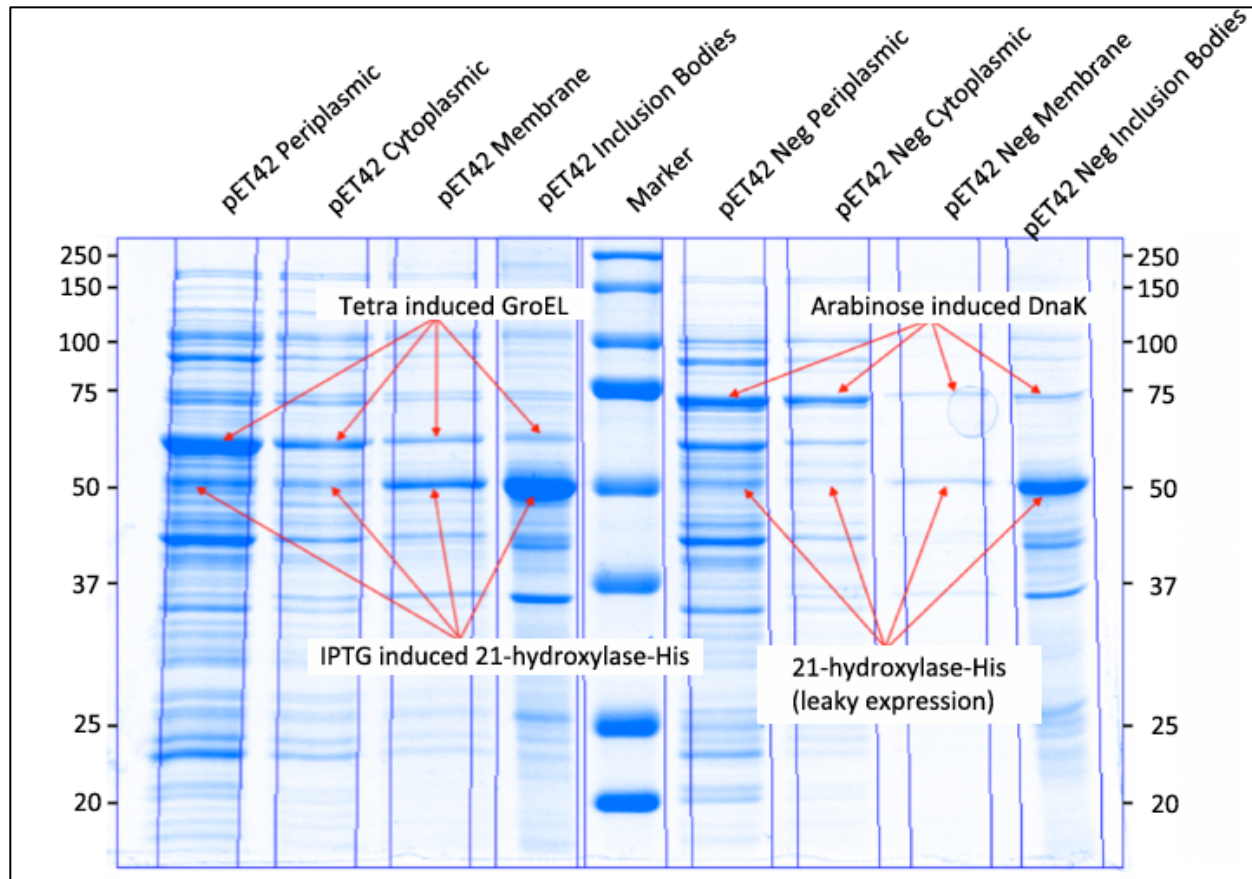 pET42 Periplasmic
pET42 Cytoplasmic
pET42 Membrane
pET42 Inclusion Bodies
Marker
pET42 Neg Periplasmic
pET42 Neg Cytoplasmic
pET42 Neg Membrane
pET42 Neg Inclusion Bodies
250
150
100
75
50
37
25
20
Tetra induced GroEL
IPTG induced 21-hydroxylase-His
Arabinose induced DnaK
21-hydroxylase-His
(leaky expression)
250
150
100
75
50
37
25
20